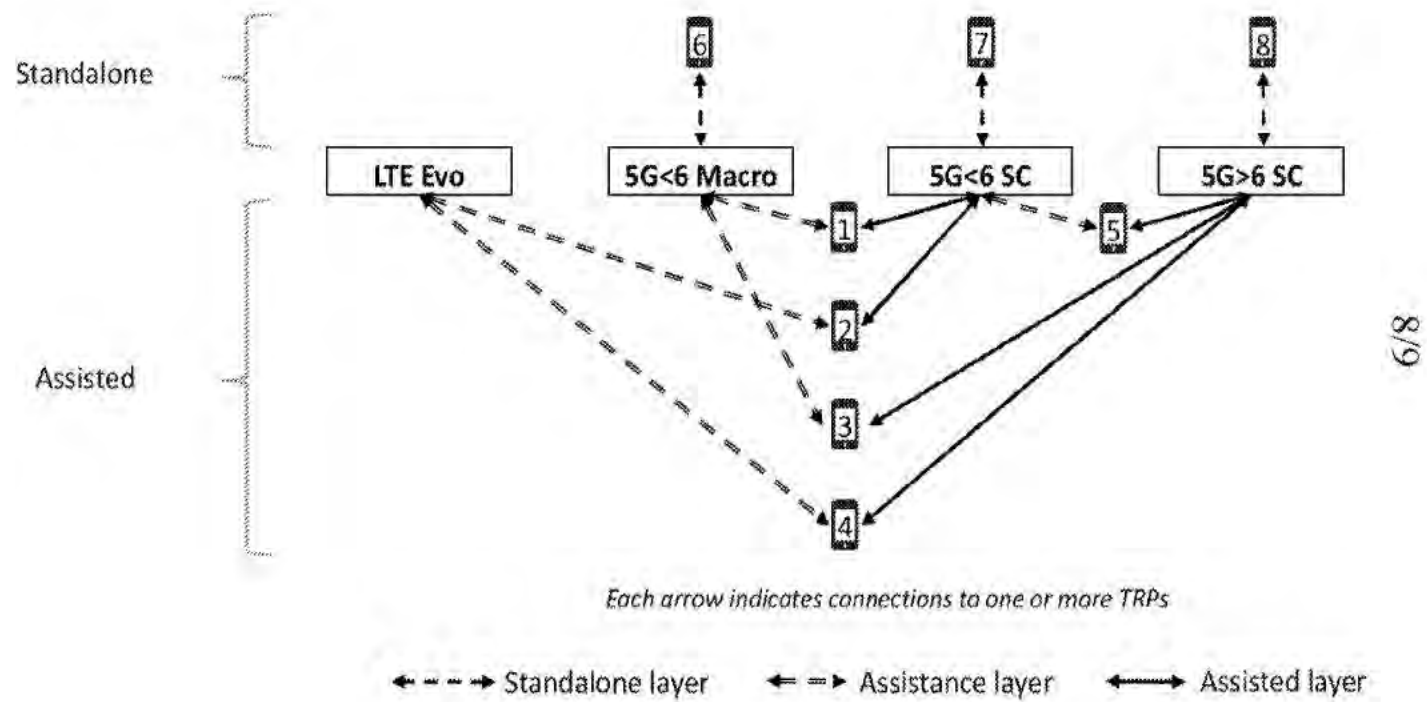 6 7 8
Standalone
LTE Evo 5G<6 Macro 5G<6 SC 5G>6 SC
1 5
2
6/8
Assisted
3
4
Each arrow indicates connections to one or more TRPs
Standalone layer Assistance layer Assisted layer